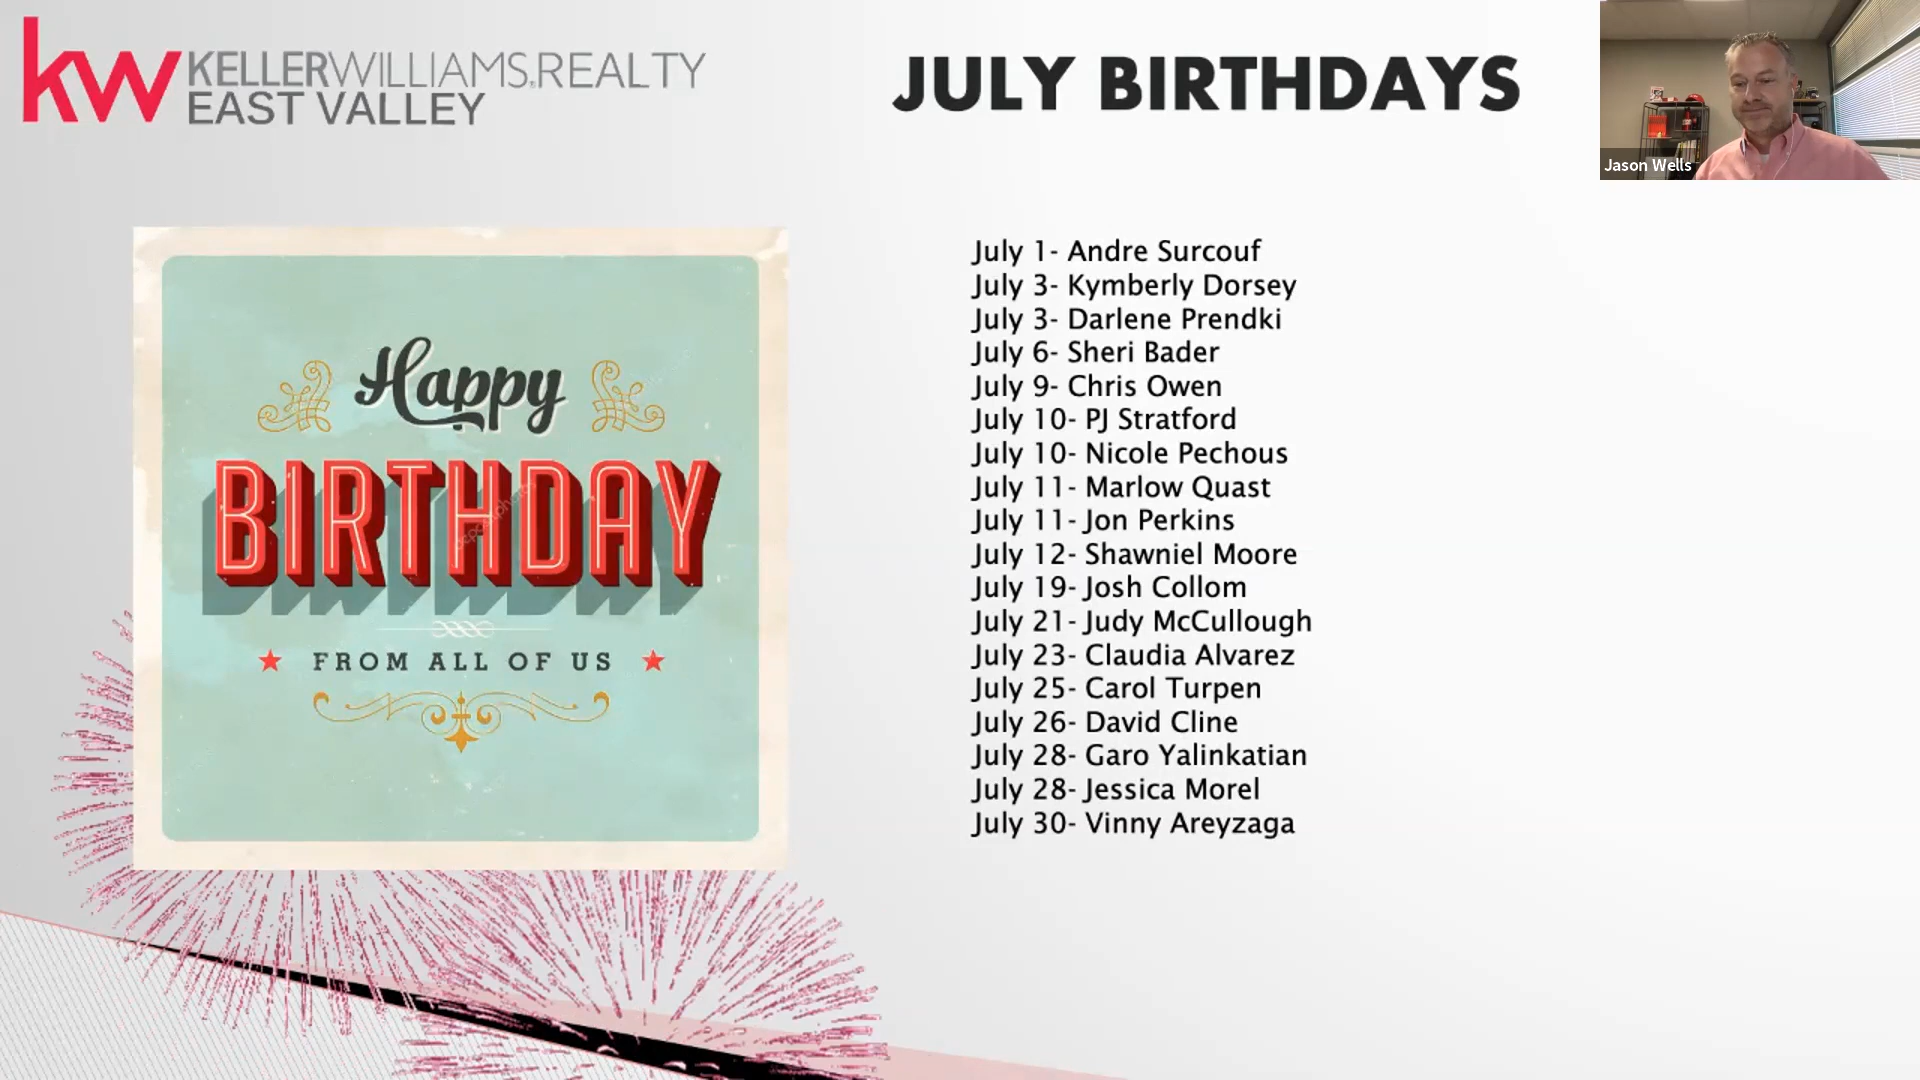 kw KELLERWILLIAMS. REALTY
EAST VALLEY
JULY BIRTHDAYS
Jason Wells
Happy
BIRTHDAY
FROM ALL OF US
July 1- Andre Surcouf
July 3- Kymberly Dorsey
July 3- Darlene Prendki
July 6- Sheri Bader
July 9- Chris Owen
July 10- PJ Stratford
July 10- Nicole Pechous
July 11- Marlow Quast
July 11- Jon Perkins
July 12- Shawniel Moore
July 19- Josh Collom
July 21- Judy McCullough
July 23- Claudia Alvarez
July 25- Carol Turpen
July 26- David Cline
July 28- Garo Yalinkatian
July 28- Jessica Morel
July 30- Vinny Areyzaga